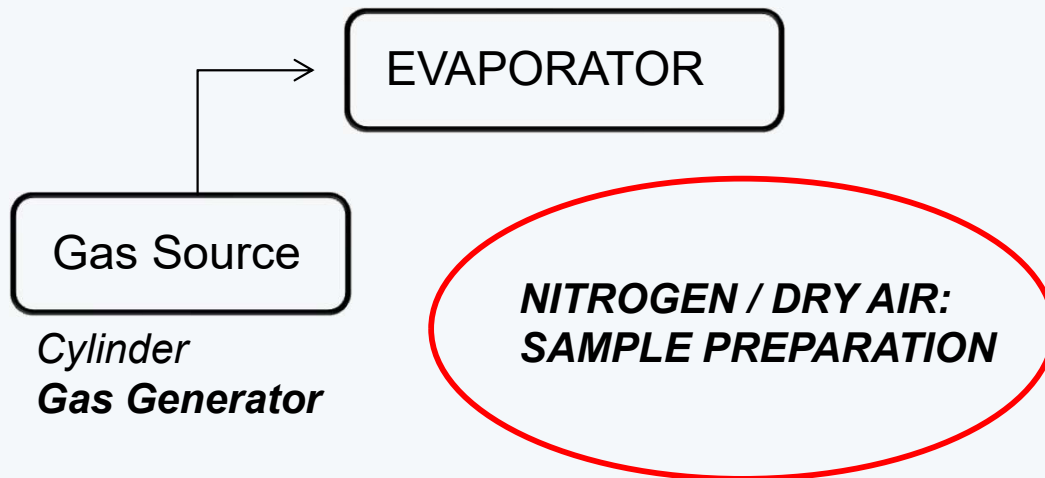 EVAPORATOR
Gas Source
Cylinder
Gas Generator
NITROGEN / DRY AIR:
SAMPLE PREPARATION